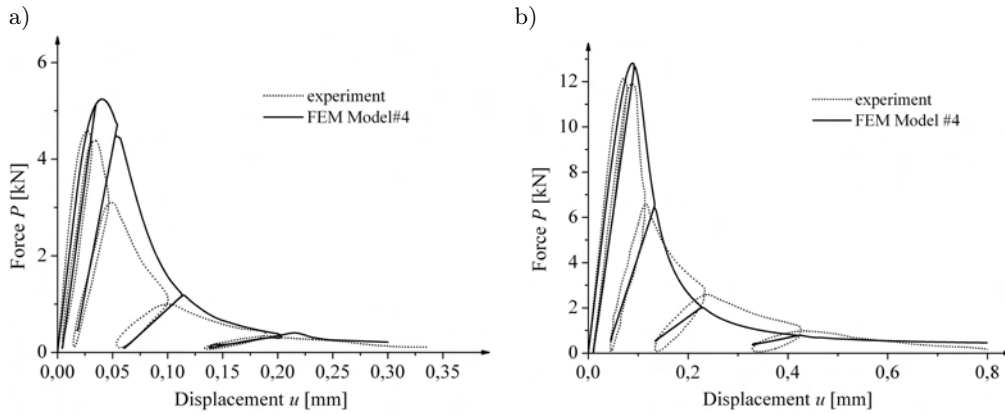 a)
b)
6
4
2
0
0,00 0,05 0,10 0,15 0,20 0,25 0,30 0,35
Force P [kN]
Displacement u [mm]
experiment
FEM Model#4
12
10
8
6
4
2
0
0,0 0,2 0,4 0,6 0,8
Force P [kN]
Displacement u [mm]
experiment
FEM Model #4